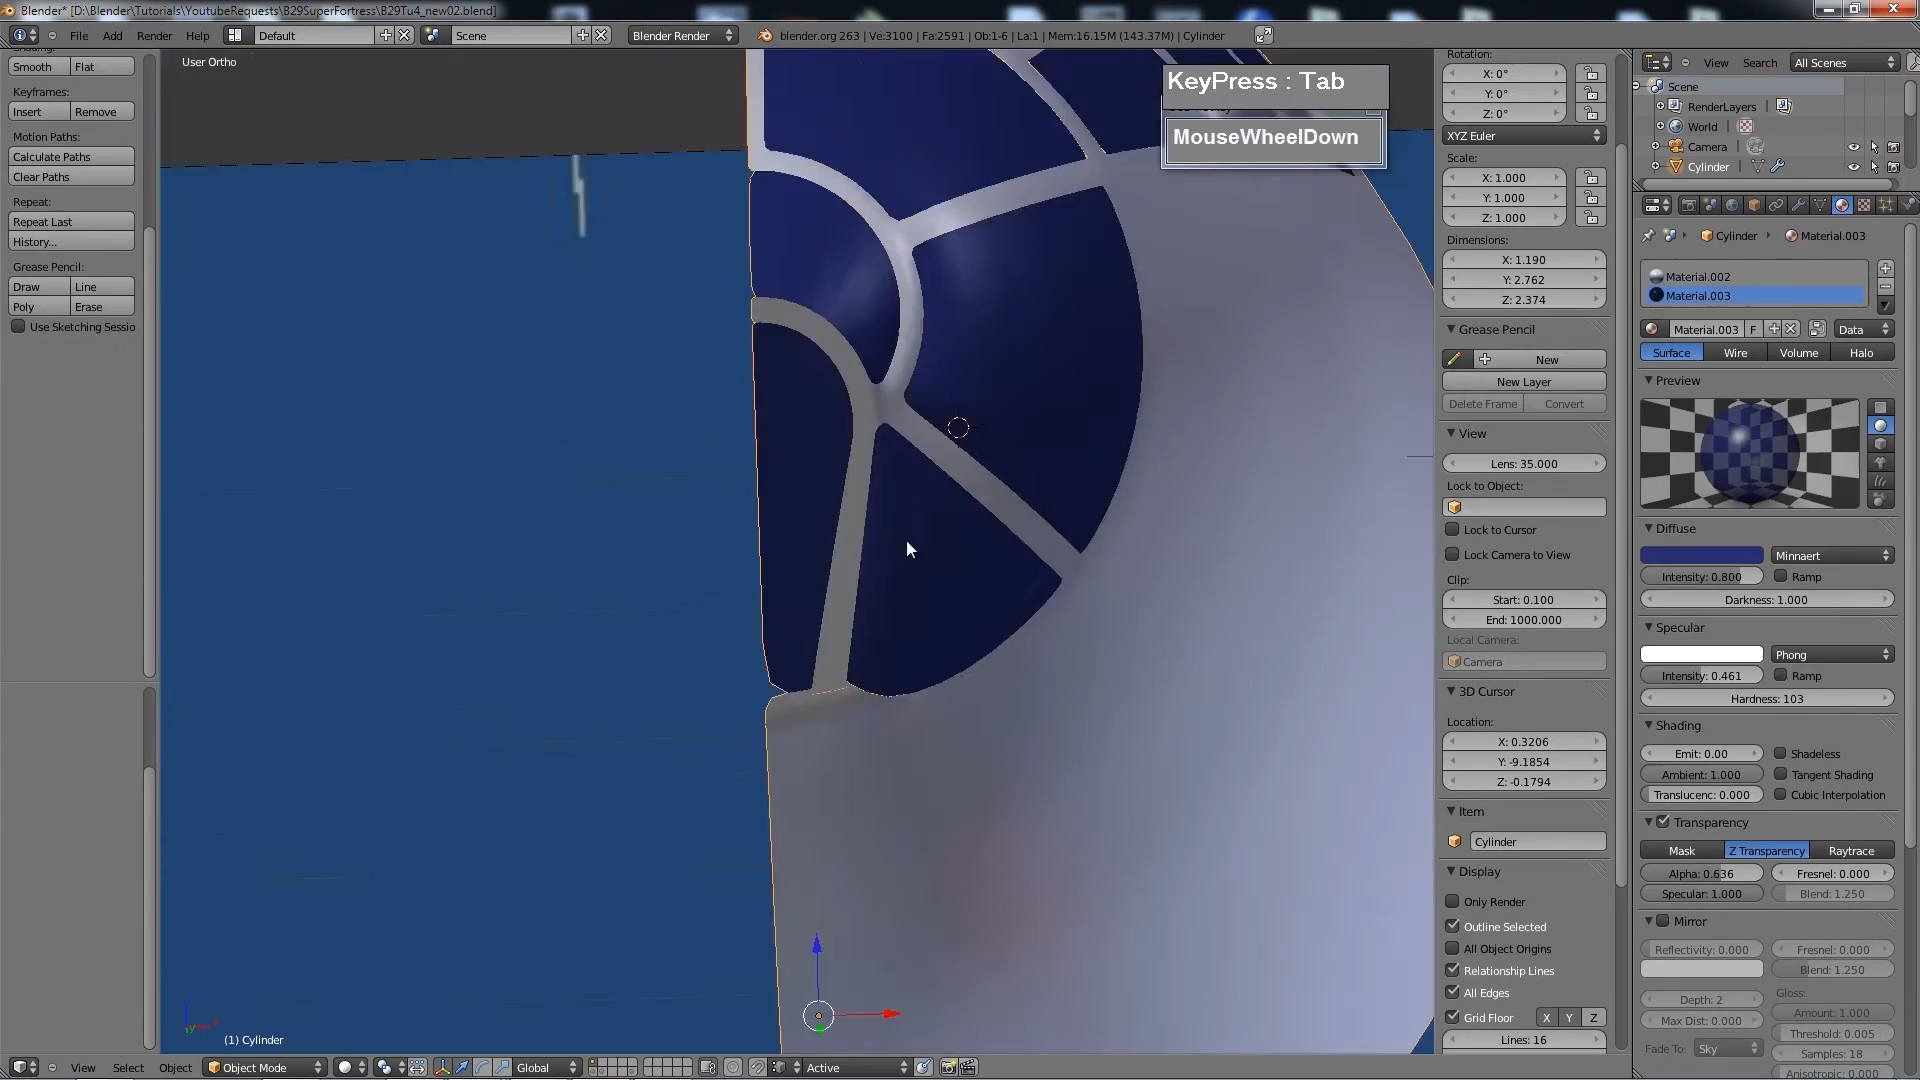 Blender* [D:\Blender\Tutorials\YoutubeRequests\B29SuperFortress\B29Tu4_new02.blend]
File Add Render Help Default Scene Blender Render blender.org 263 | Ve:3100 | Fa:2591 | Ob:1-6 | La:1 | Mem:16.15M (143.37M) | Cylinder
Smooth Flat
Keyframes:
Insert Remove
Motion Paths:
Calculate Paths
Clear Paths
Repeat:
Repeat Last
History...
Grease Pencil:
Draw Line
Poly Erase
Use Sketching Sessio
User Ortho
KeyPress : Tab
MouseWheelDown
(1) Cylinder
View Select Object Object Mode Global Active
Rotation:
X: 0°
Y: 0°
Z: 0°
XYZ Euler
Scale:
X: 1.000
Y: 1.000
Z: 1.000
Dimensions:
X: 1.190
Y: 2.762
Z: 2.374
Grease Pencil
New
New Layer
Delete Frame Convert
View
Lens: 35.000
Lock to Object:
Lock to Cursor
Lock Camera to View
Clip:
Start: 0.100
End: 1000.000
Local Camera:
Camera
3D Cursor
Location:
X: 0.3206
Y: -9.1854
Z: -0.1794
Item
Cylinder
Display
Only Render
Outline Selected
All Object Origins
Relationship Lines
All Edges
Grid Floor X Y Z
Lines: 16
View Search All Scenes
Scene
RenderLayers
World
Camera
Cylinder
Cylinder Material.003
Material.002
Material.003
Material.003 F Data
Surface Wire Volume Halo
Preview
Diffuse
Minnaert
Intensity: 0.800 Ramp
Darkness: 1.000
Specular
Phong
Intensity: 0.461 Ramp
Hardness: 103
Shading
Emit: 0.00 Shadeless
Ambient: 1.000 Tangent Shading
Translucenc: 0.000 Cubic Interpolation
Transparency
Mask Z Transparency Raytrace
Alpha: 0.636 Fresnel: 0.000
Specular: 1.000 Blend: 1.250
Mirror
Reflectivity: 0.000 Fresnel: 0.000
Blend: 1.250
Depth: 2 Gloss:
Max Dist: 0.000 Amount: 1.000
Threshold: 0.005
Fade To: Sky Samples: 18
Anisotropic: 0.000